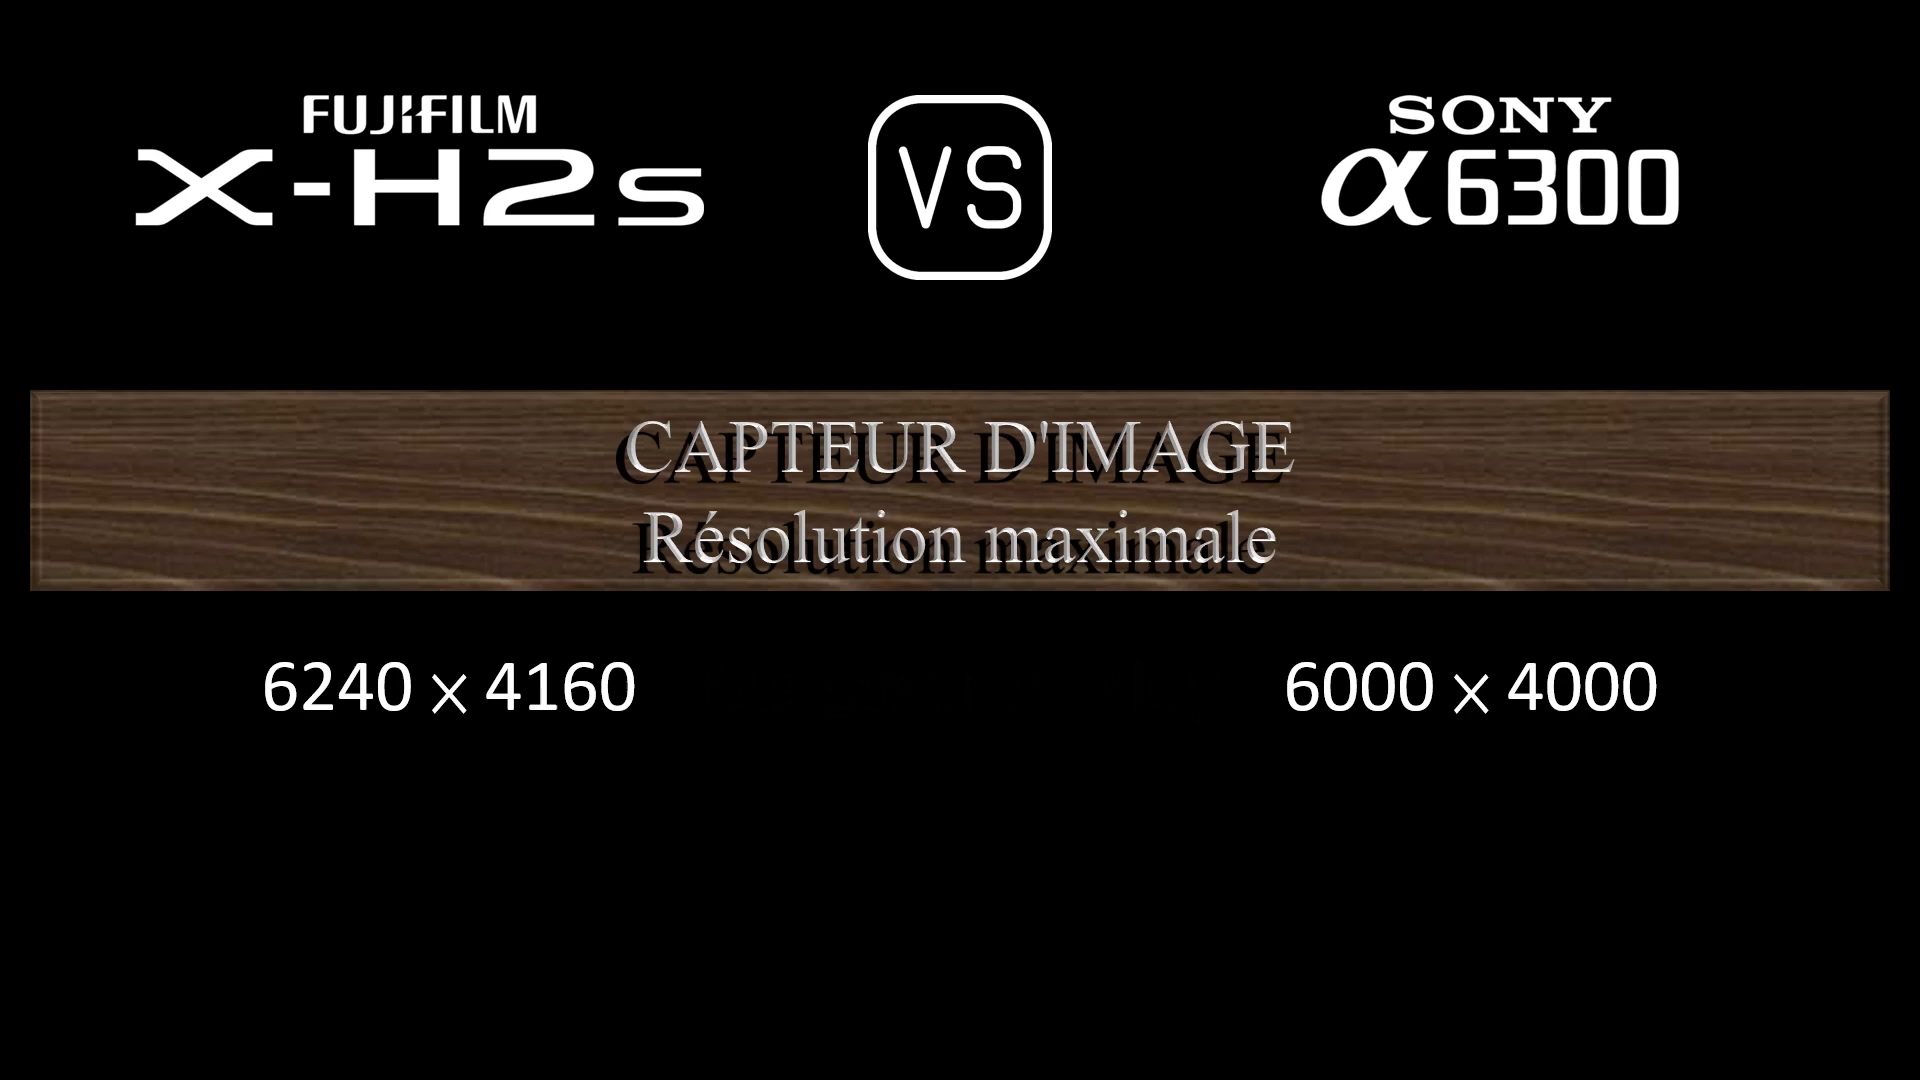 FUJIFILM
X-H2s
VS
SONY
α6300
CAPTEUR D'IMAGE
Résolution maximale
6240 x 4160
6000 x 4000